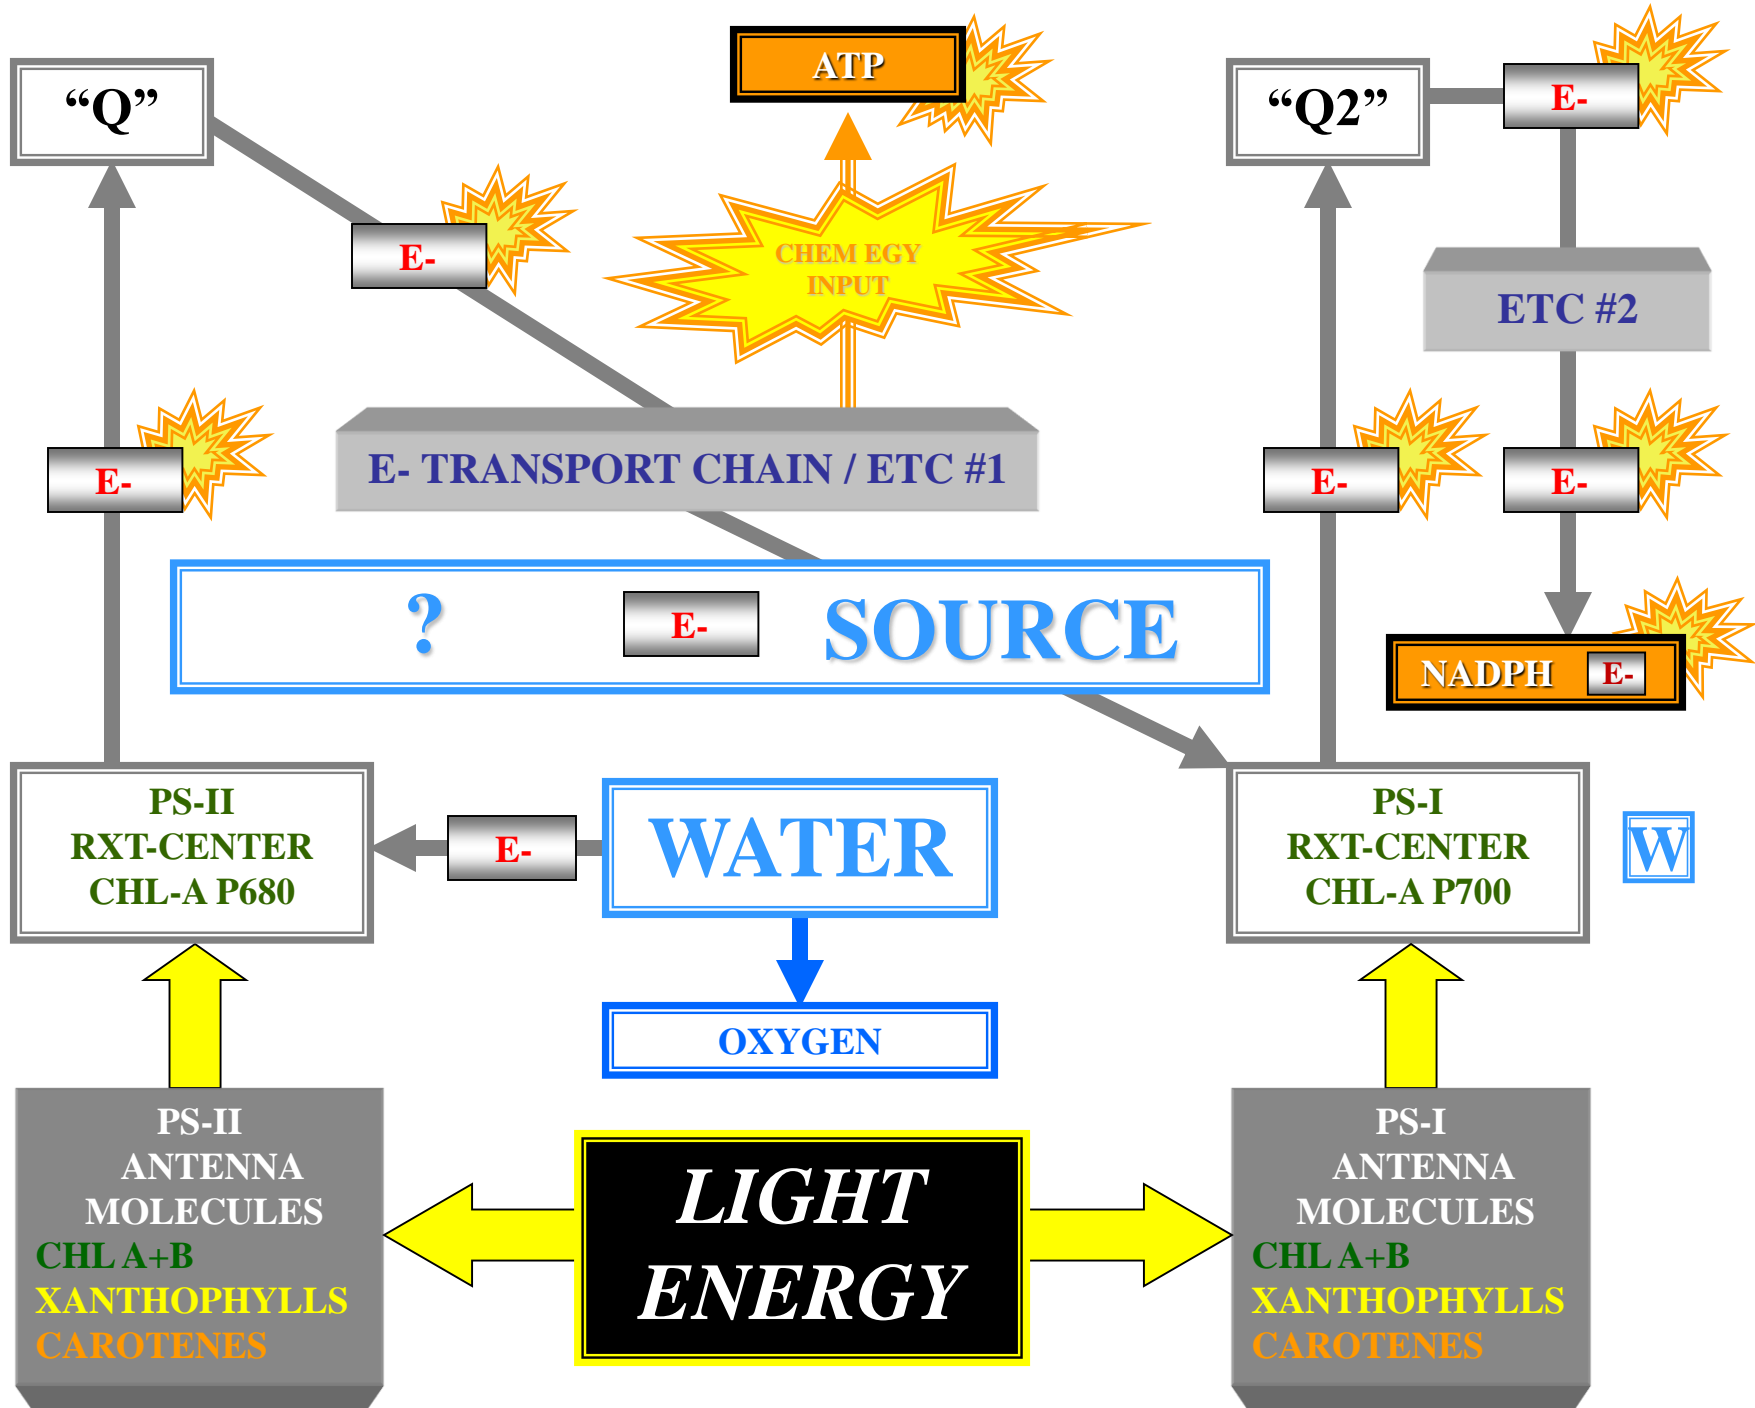 ATP
“Q”
“Q2”
E-
E-
CHEM EGY
INPUT
ETC #2
E- TRANSPORT CHAIN / ETC #1
E-
E-
E-
? E- SOURCE
NADPH E-
PS-II
RXT-CENTER
CHL-A P680
E-
WATER
PS-I
RXT-CENTER
CHL-A P700
W
OXYGEN
PS-II
ANTENNA
MOLECULES
CHL A+B
XANTHOPHYLLS
CAROTENES
LIGHT
ENERGY
PS-I
ANTENNA
MOLECULES
CHL A+B
XANTHOPHYLLS
CAROTENES